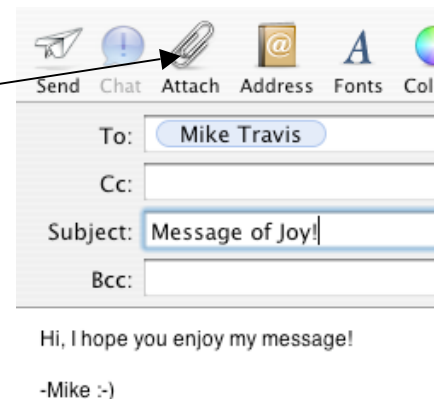 Send Chat Attach Address Fonts Col
To: Mike Travis
Cc:
Subject: Message of Joy!
Bcc:
Hi, I hope you enjoy my message!
-Mike :-)